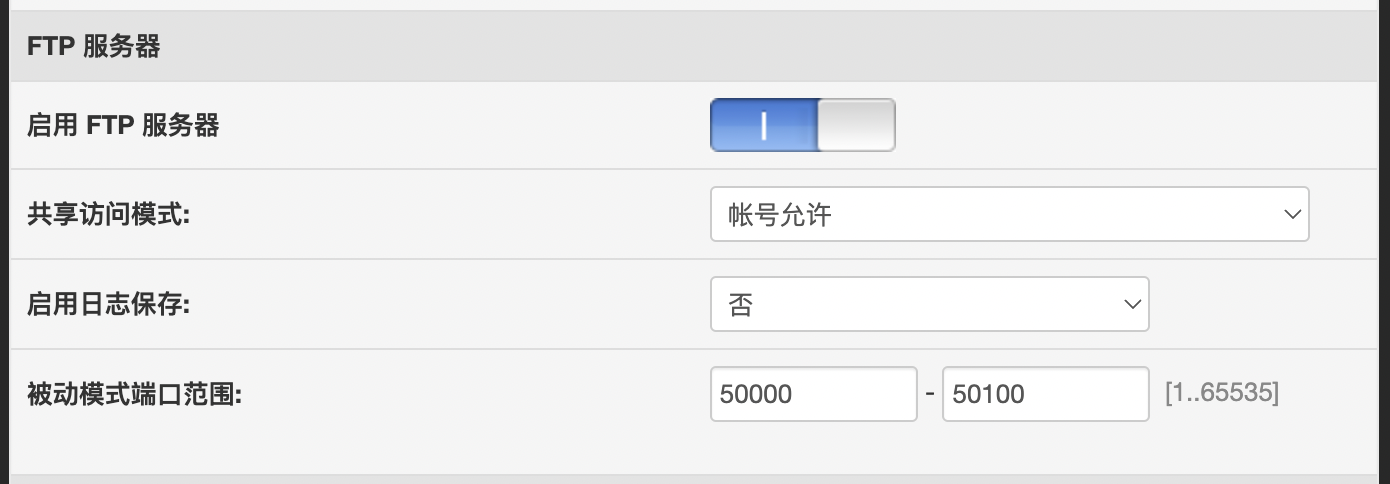 FTP 服务器
启用 FTP 服务器
共享访问模式: 帐号允许
启用日志保存: 否
被动模式端口范围: 50000 - 50100 [1..65535]